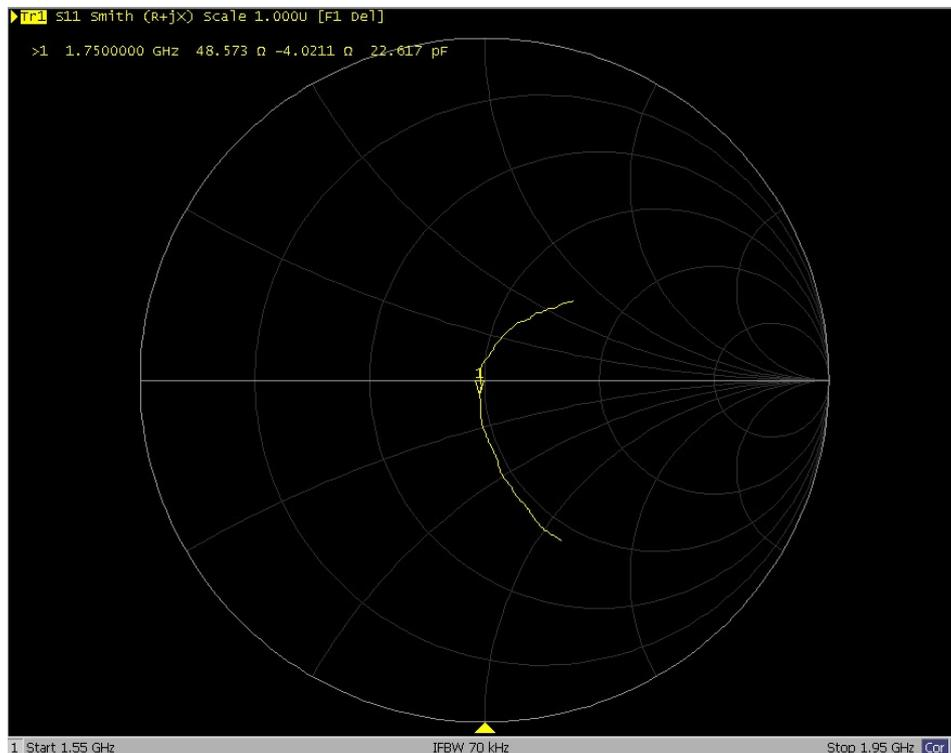 Tr1 S11 Smith (R+jX) Scale 1.000U [F1 Del]
>1 1.7500000 GHz 48.573 Ω -4.0211 Ω 22.617 pF
1
1 Start 1.55 GHz IFBW 70 kHz Stop 1.95 GHz Cor